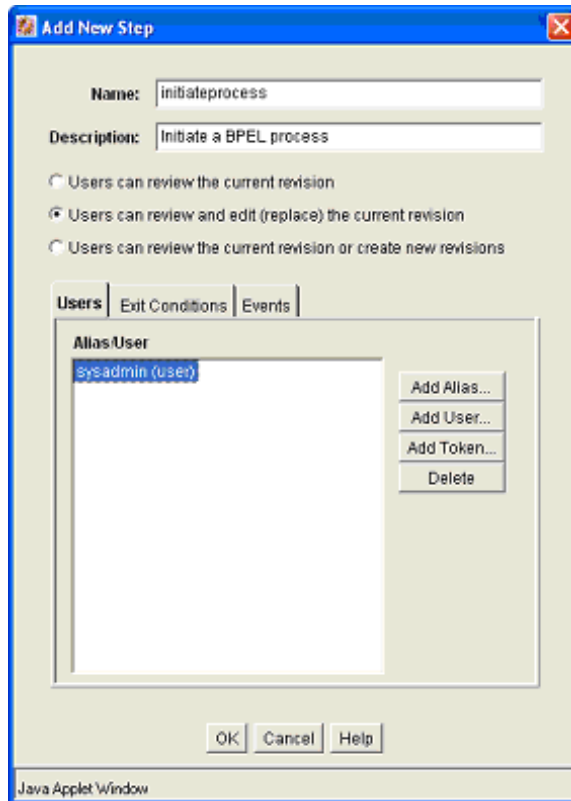 Add New Step
Name: initiateprocess
Description: Initiate a BPEL process
Users can review the current revision
Users can review and edit (replace) the current revision
Users can review the current revision or create new revisions
Users Exit Conditions Events
Alias/User
sysadmin (user)
Add Alias...
Add User...
Add Token...
Delete
OK Cancel Help
Java Applet Window